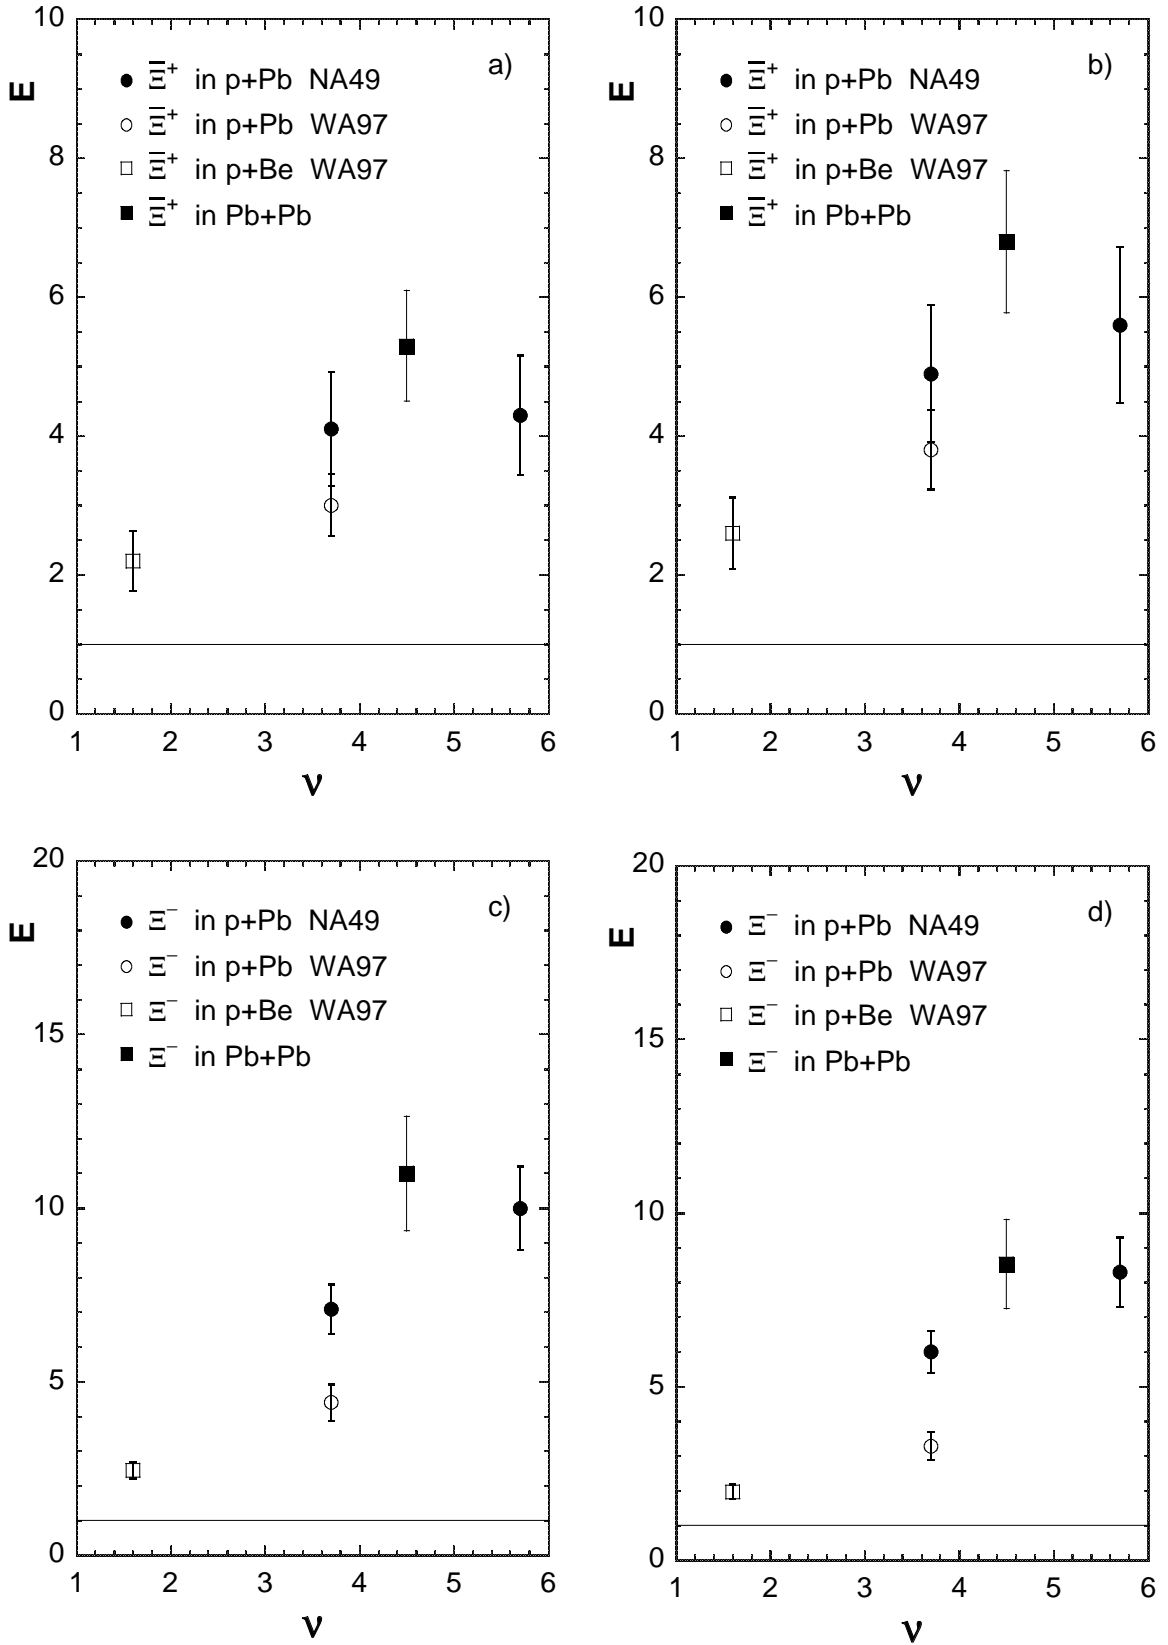 10
8
6
4
2
0
E
a)
Ξ̅⁺ in p+Pb NA49
Ξ̅⁺ in p+Pb WA97
Ξ̅⁺ in p+Be WA97
Ξ̅⁺ in Pb+Pb
1 2 3 4 5 6
ν
10
8
6
4
2
0
E
b)
Ξ̅⁺ in p+Pb NA49
Ξ̅⁺ in p+Pb WA97
Ξ̅⁺ in p+Be WA97
Ξ̅⁺ in Pb+Pb
1 2 3 4 5 6
ν
20
15
10
5
0
E
c)
Ξ⁻ in p+Pb NA49
Ξ⁻ in p+Pb WA97
Ξ⁻ in p+Be WA97
Ξ⁻ in Pb+Pb
1 2 3 4 5 6
ν
20
15
10
5
0
E
d)
Ξ⁻ in p+Pb NA49
Ξ⁻ in p+Pb WA97
Ξ⁻ in p+Be WA97
Ξ⁻ in Pb+Pb
1 2 3 4 5 6
ν